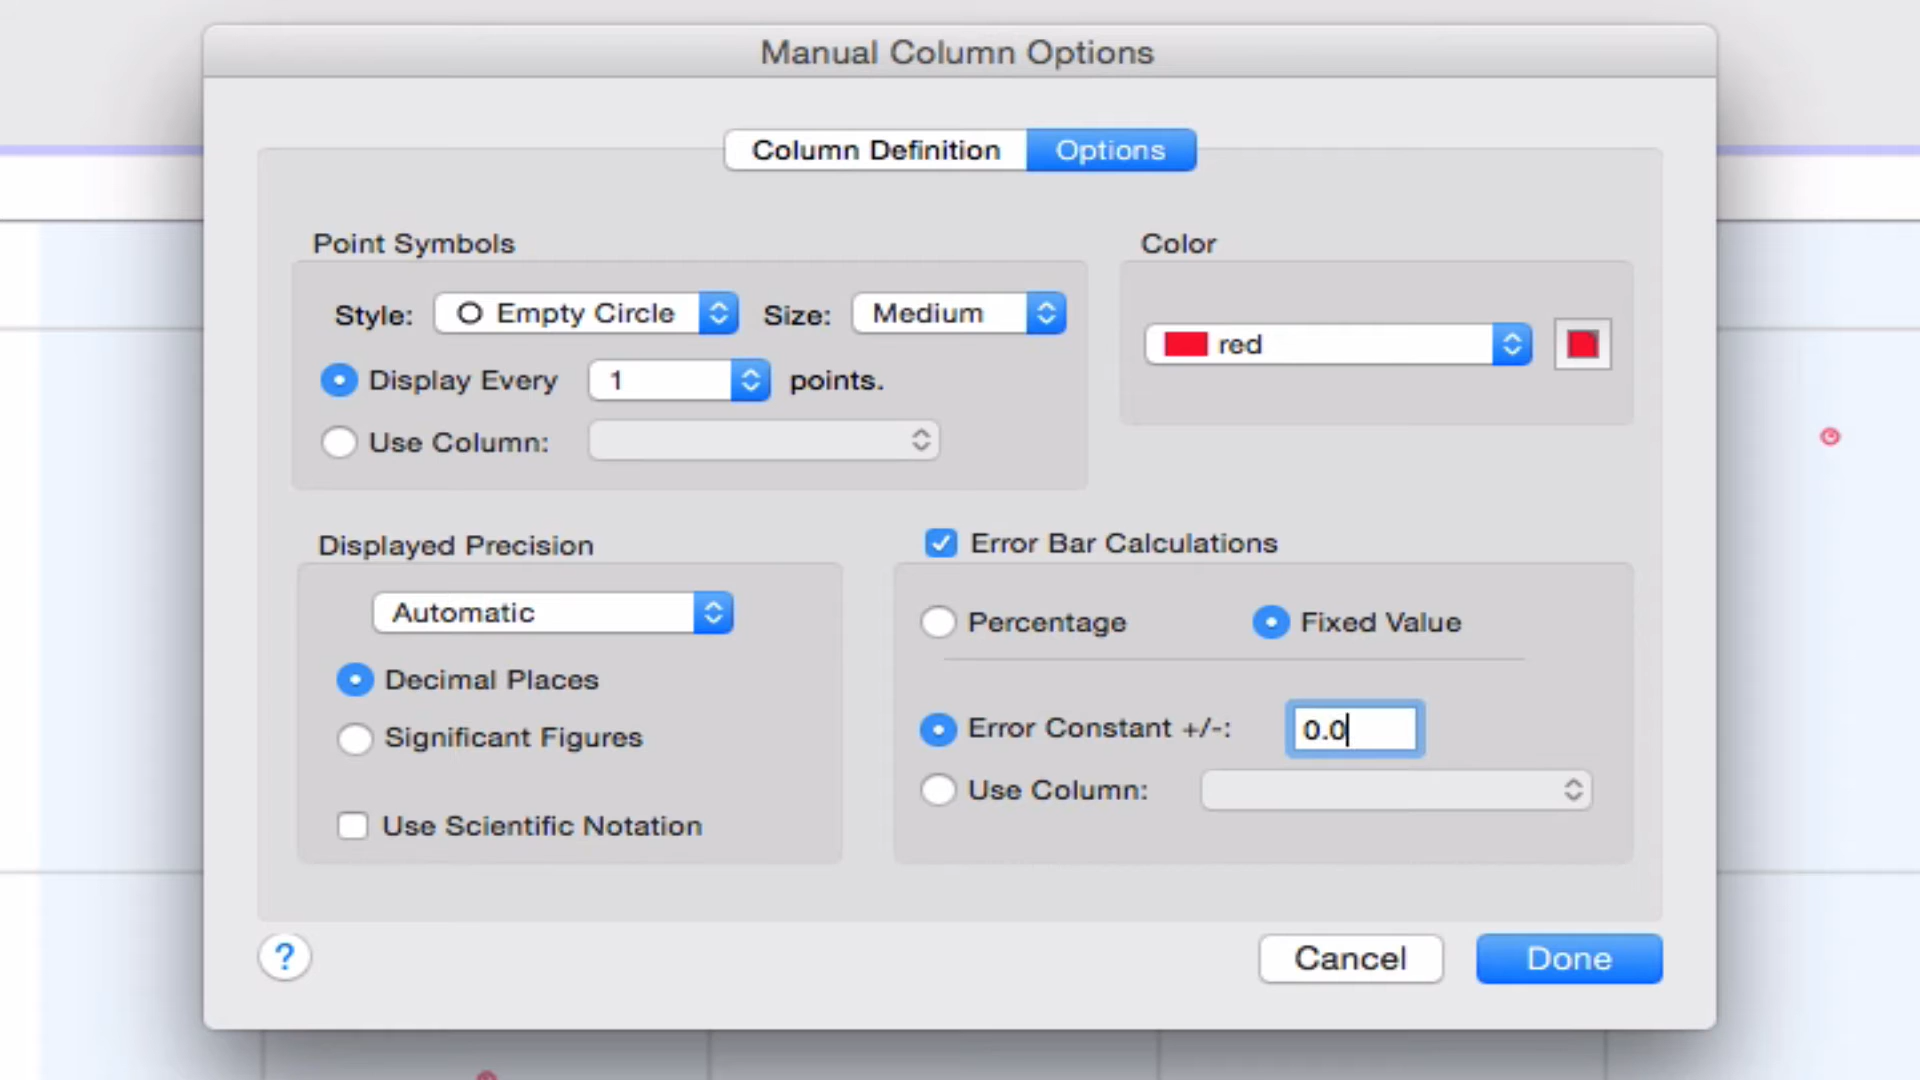 Manual Column Options
Column Definition Options
Point Symbols
Style: Empty Circle Size: Medium
Display Every 1 points.
Use Column:
Color
red
Displayed Precision
Automatic
Decimal Places
Significant Figures
Use Scientific Notation
Error Bar Calculations
Percentage Fixed Value
Error Constant +/-: 0.0
Use Column:
? Cancel Done